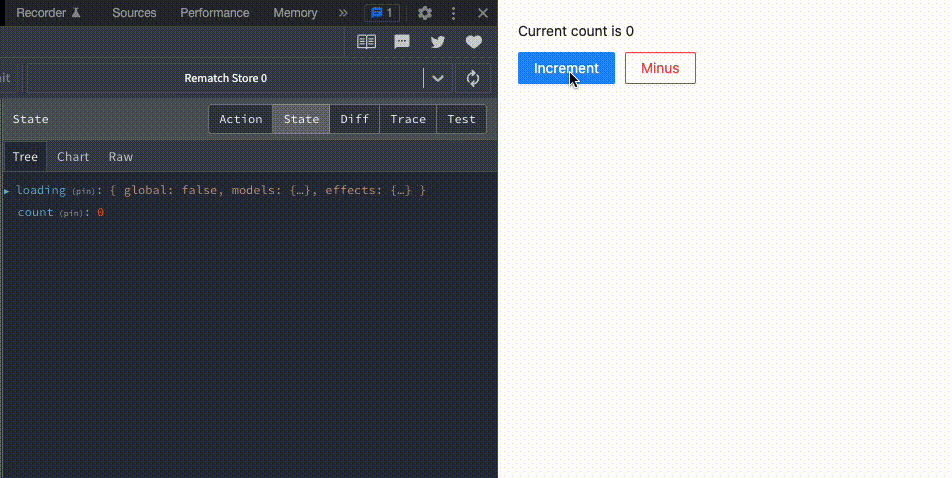 Recorder Sources Performance Memory » 1
it Rematch Store 0
State Action State Diff Trace Test
Tree Chart Raw
loading (pin): { global: false, models: {…}, effects: {…} }
count (pin): 0
Current count is 0
Increment Minus